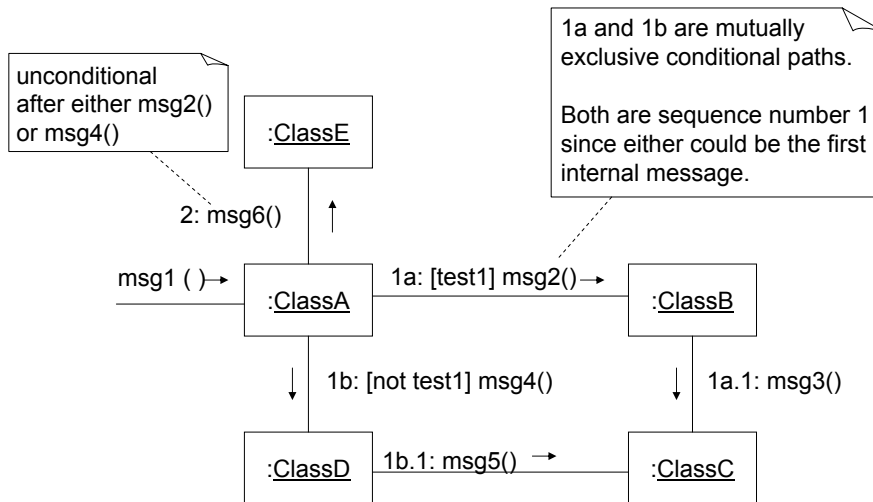 1a and 1b are mutually
exclusive conditional paths.
Both are sequence number 1
since either could be the first
internal message.
unconditional
after either msg2()
or msg4()
:ClassE
2: msg6()
msg1 ( )
:ClassA
1a: [test1] msg2()
:ClassB
1b: [not test1] msg4()
1a.1: msg3()
:ClassD
1b.1: msg5()
:ClassC